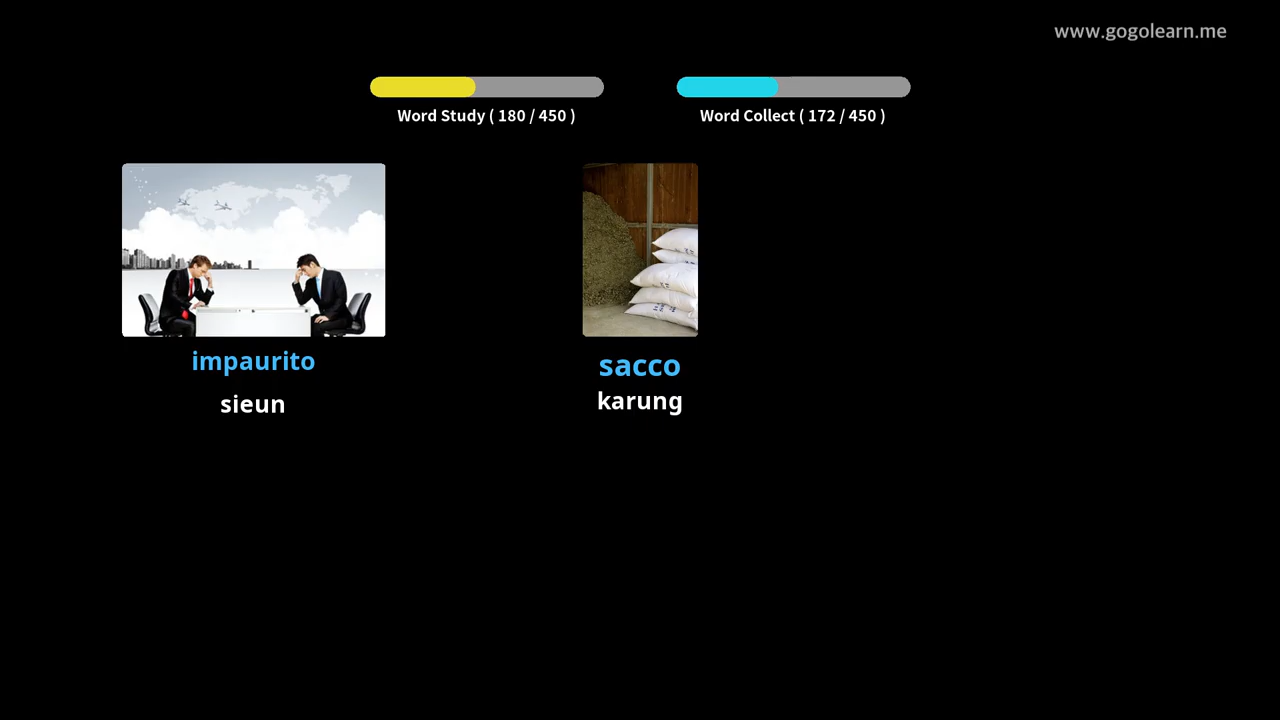 www.gogolearn.me
Word Study ( 180 / 450 )
Word Collect ( 172 / 450 )
impaurito
sieun
sacco
karung